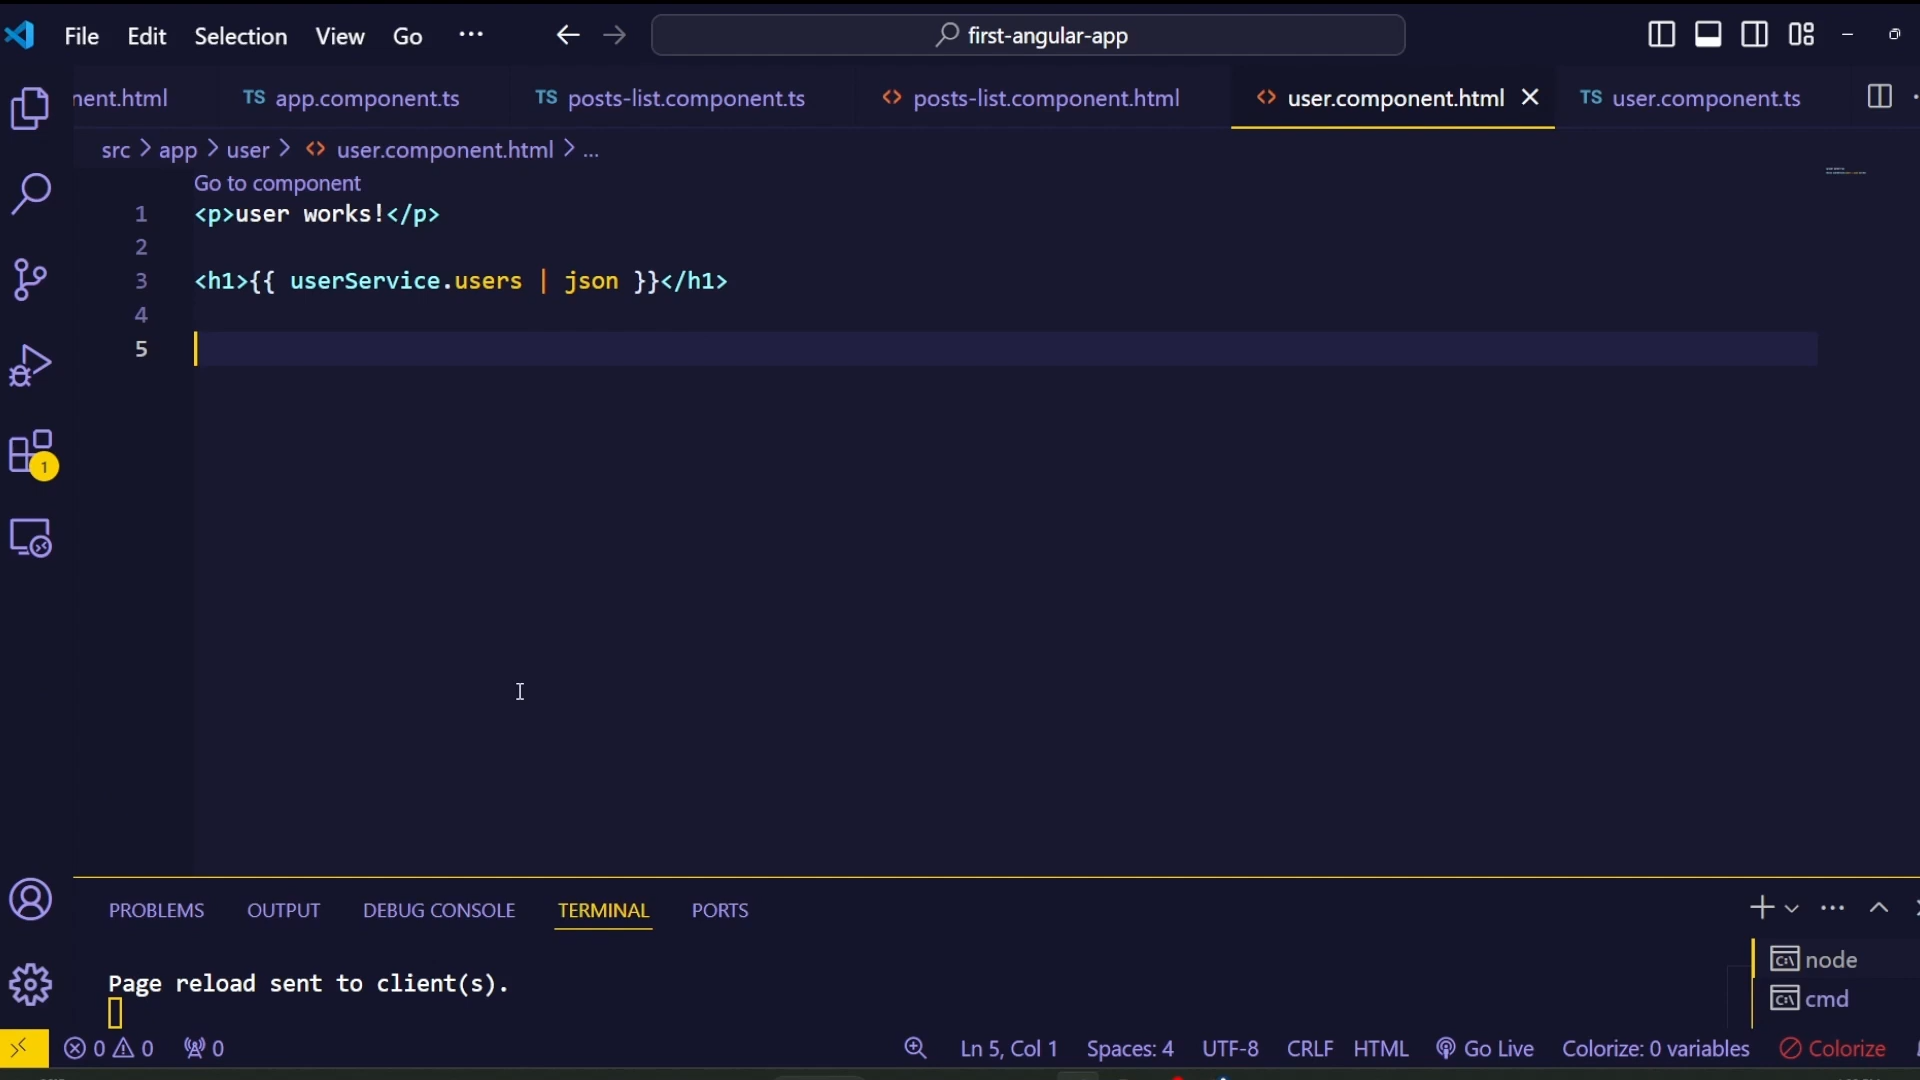 File Edit Selection View Go ··· first-angular-app
nent.html TS app.component.ts TS posts-list.component.ts <> posts-list.component.html <> user.component.html TS user.component.ts
src > app > user > <> user.component.html > ...
Go to component
1 <p>user works!</p>
2
3 <h1>{{ userService.users | json }}</h1>
4
5
1
PROBLEMS OUTPUT DEBUG CONSOLE TERMINAL PORTS
Page reload sent to client(s).
node
cmd
0 0 0 Ln 5, Col 1 Spaces: 4 UTF-8 CRLF HTML Go Live Colorize: 0 variables Colorize